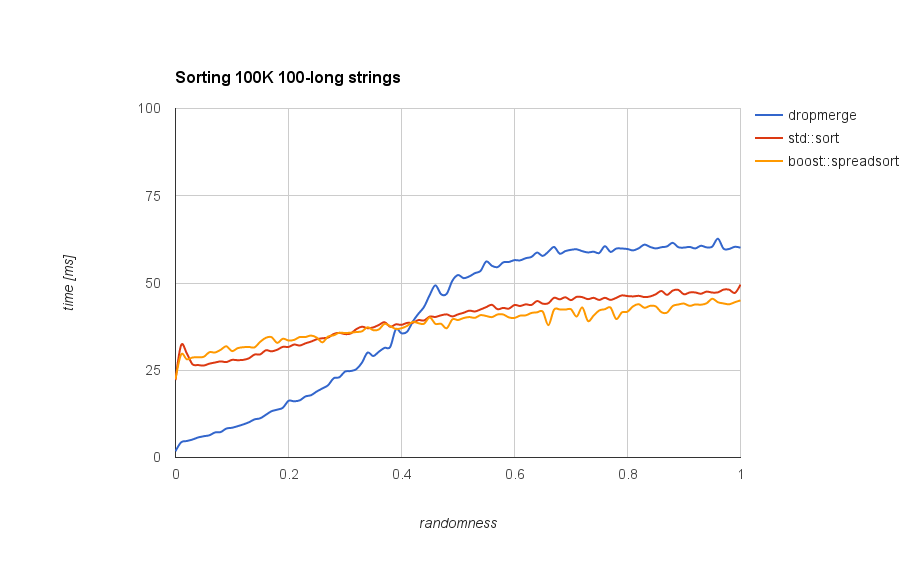 Sorting 100K 100-long strings
100
75
50
25
0
time [ms]
0
0.2
0.4
0.6
0.8
1
randomness
dropmerge
std::sort
boost::spreadsort